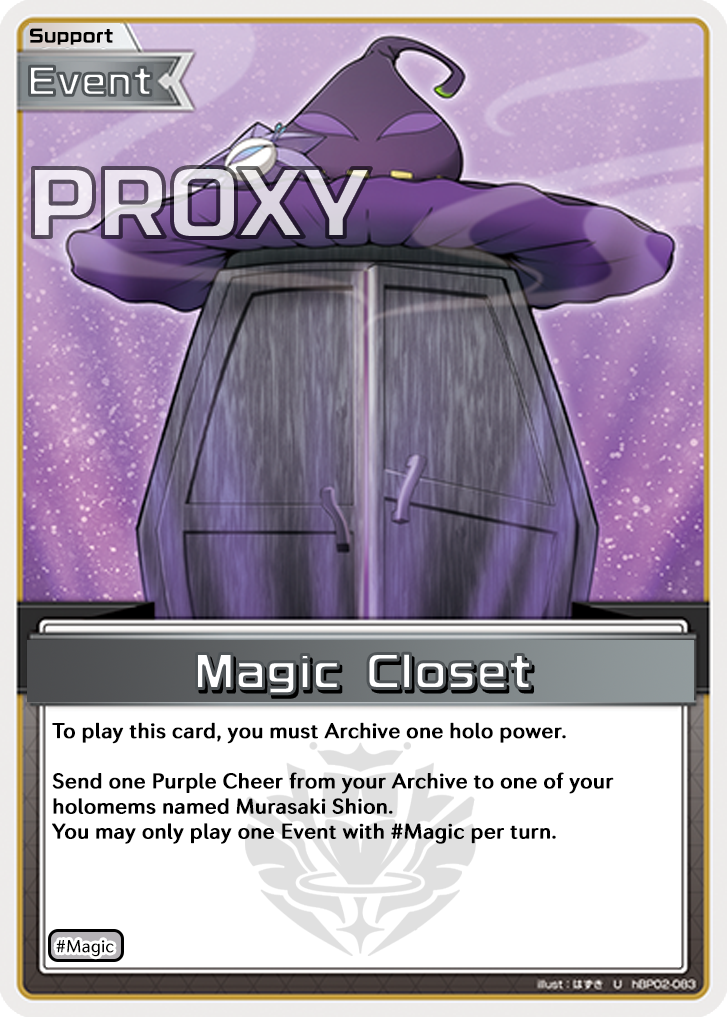 Support
Event
PROXY
Magic Closet
To play this card, you must Archive one holo power.
Send one Purple Cheer from your Archive to one of your
holomems named Murasaki Shion.
You may only play one Event with #Magic per turn.
#Magic
illust : はずき U hBP02-083